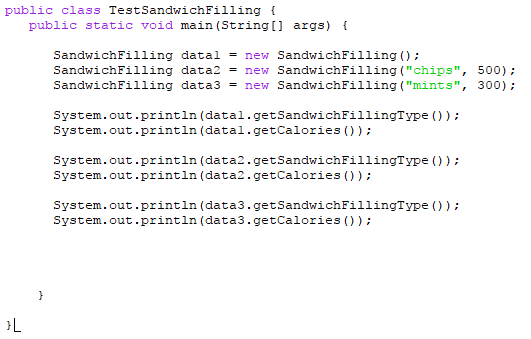 public class TestSandwichFilling {
public static void main(String[] args) {
SandwichFilling data1 = new SandwichFilling();
SandwichFilling data2 = new SandwichFilling("chips", 500);
SandwichFilling data3 = new SandwichFilling("mints", 300);
System.out.println(data1.getSandwichFillingType());
System.out.println(data1.getCalories());
System.out.println(data2.getSandwichFillingType());
System.out.println(data2.getCalories());
System.out.println(data3.getSandwichFillingType());
System.out.println(data3.getCalories());
}
}